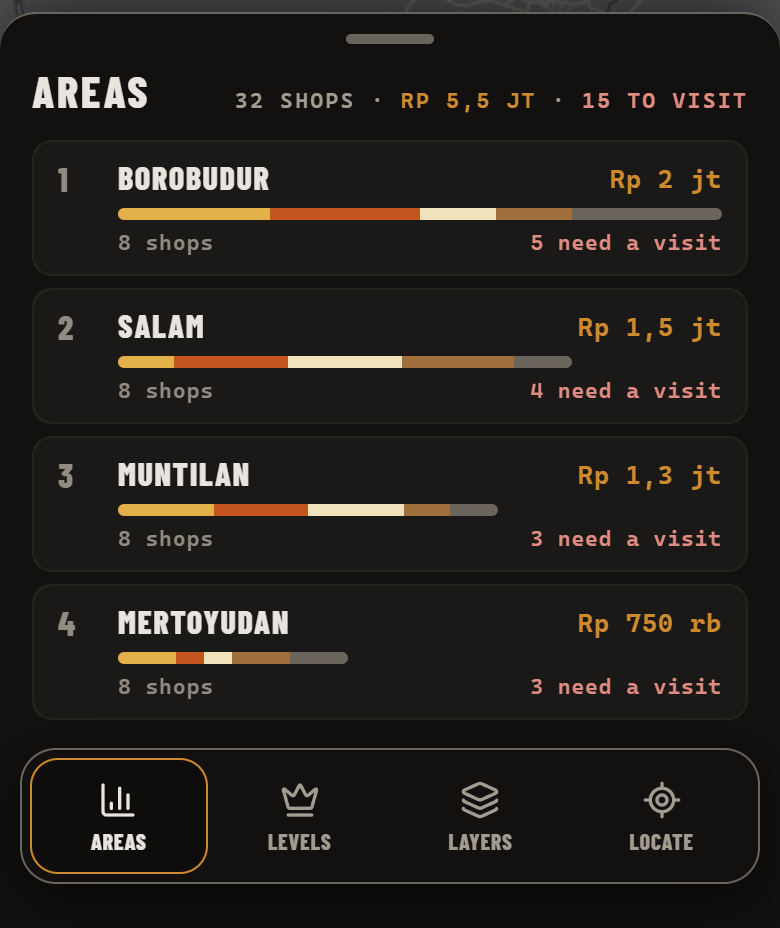 AREAS 32 SHOPS · RP 5,5 JT · 15 TO VISIT
1 BOROBUDUR Rp 2 jt
8 shops 5 need a visit
2 SALAM Rp 1,5 jt
8 shops 4 need a visit
3 MUNTILAN Rp 1,3 jt
8 shops 3 need a visit
4 MERTOYUDAN Rp 750 rb
8 shops 3 need a visit
AREAS LEVELS LAYERS LOCATE